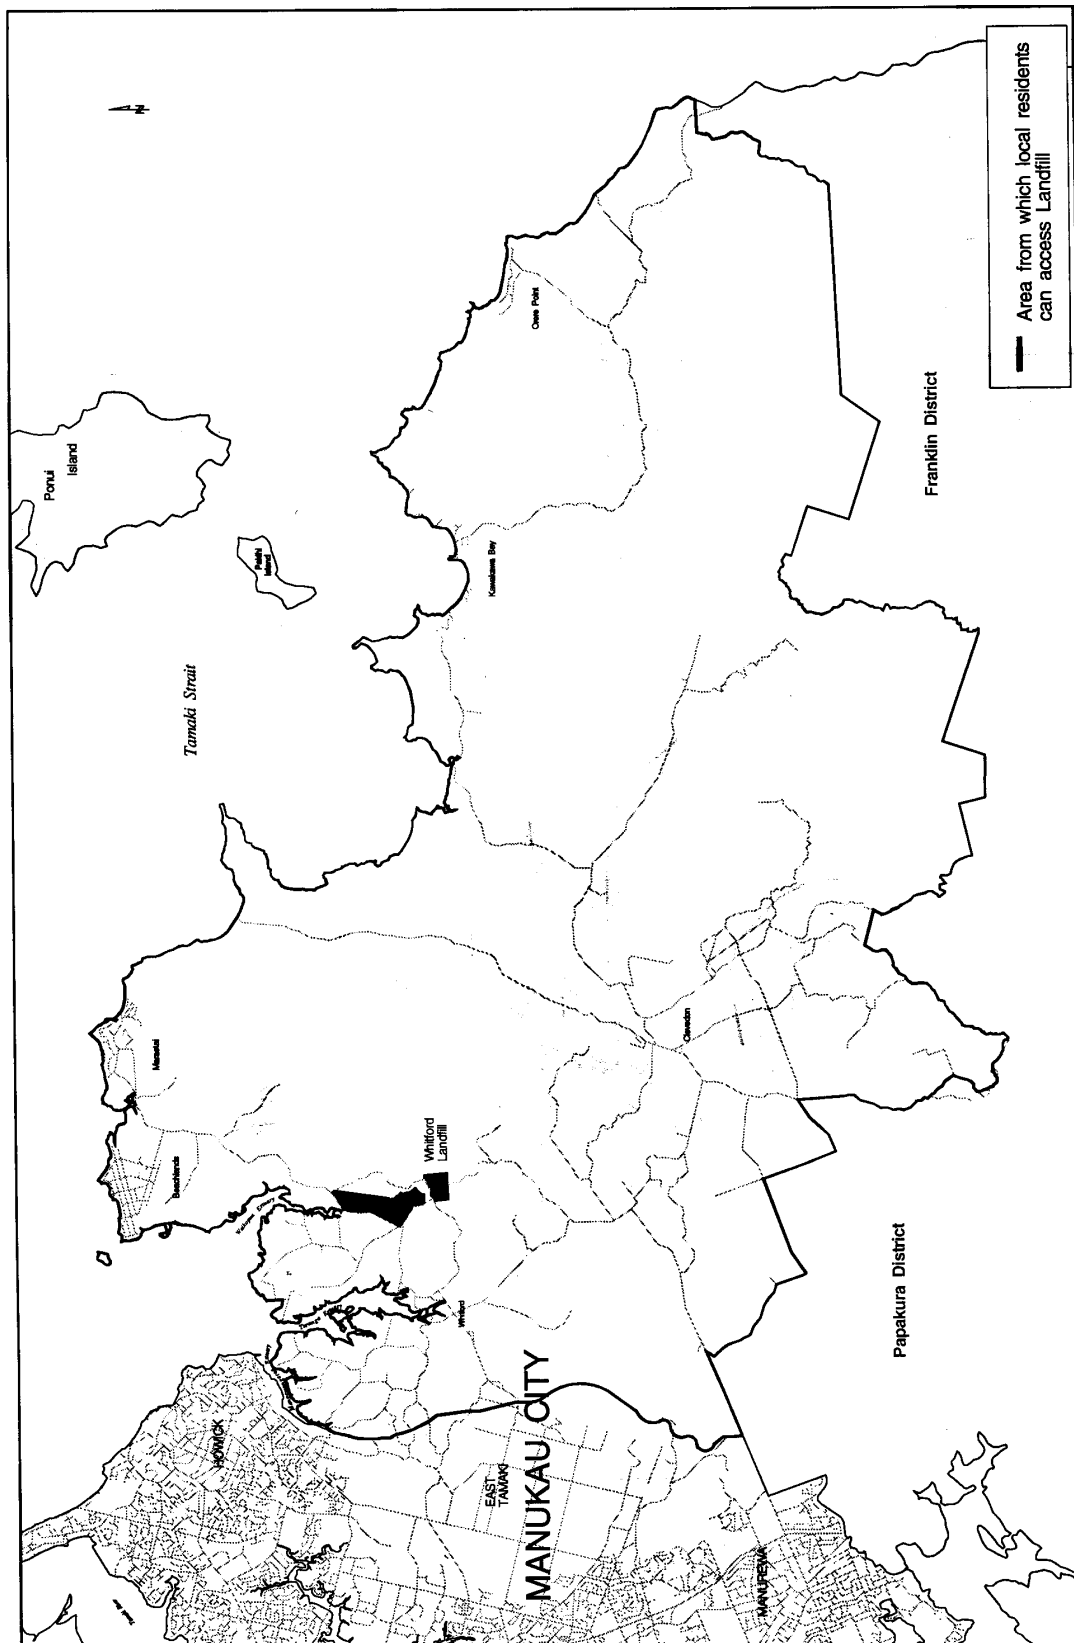 N
Area from which local residents
can access Landfill
Ponui
Island
Pakihi
Island
Tamaki Strait
Orere Point
Kawakawa Bay
Franklin District
Maraetai
Beachlands
Clevedon
Whitford
Landfill
Whitford
HOWICK
EAST
TAMAKI
MANUKAU CITY
MANUREWA
Papakura District